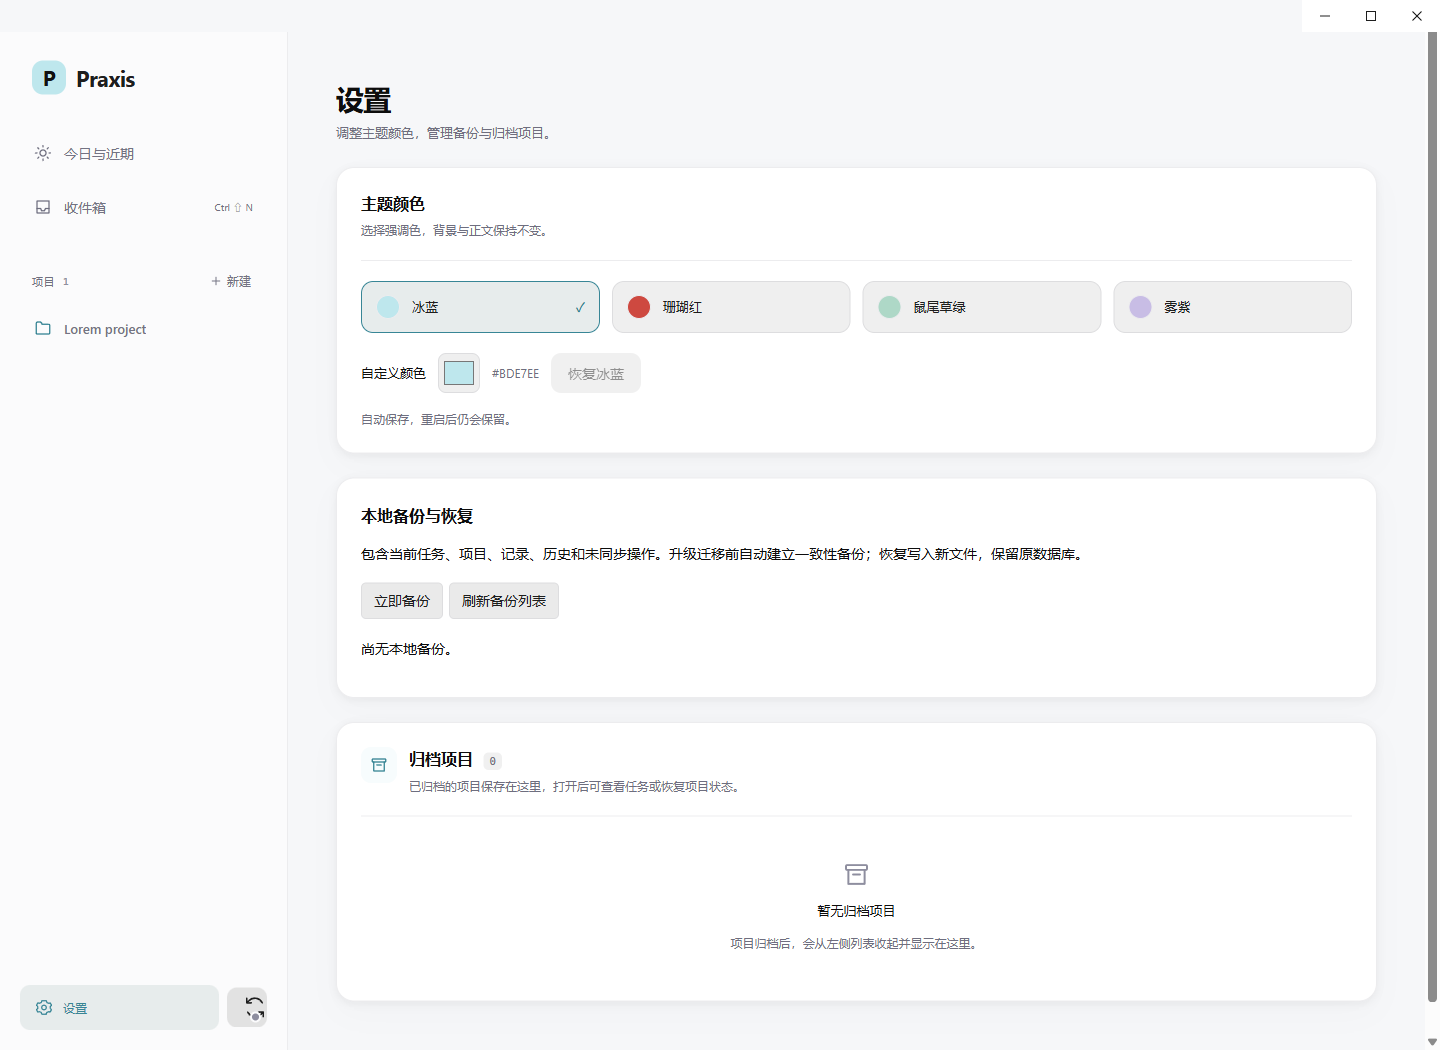 P Praxis
今日与近期
收件箱 Ctrl ⇧ N
项目 1 + 新建
Lorem project
设置
设置
调整主题颜色，管理备份与归档项目。
主题颜色
选择强调色，背景与正文保持不变。
冰蓝 ✓
珊瑚红
鼠尾草绿
雾紫
自定义颜色 #BDE7EE 恢复冰蓝
自动保存，重启后仍会保留。
本地备份与恢复
包含当前任务、项目、记录、历史和未同步操作。升级迁移前自动建立一致性备份；恢复写入新文件，保留原数据库。
立即备份 刷新备份列表
尚无本地备份。
归档项目 0
已归档的项目保存在这里，打开后可查看任务或恢复项目状态。
暂无归档项目
项目归档后，会从左侧列表收起并显示在这里。